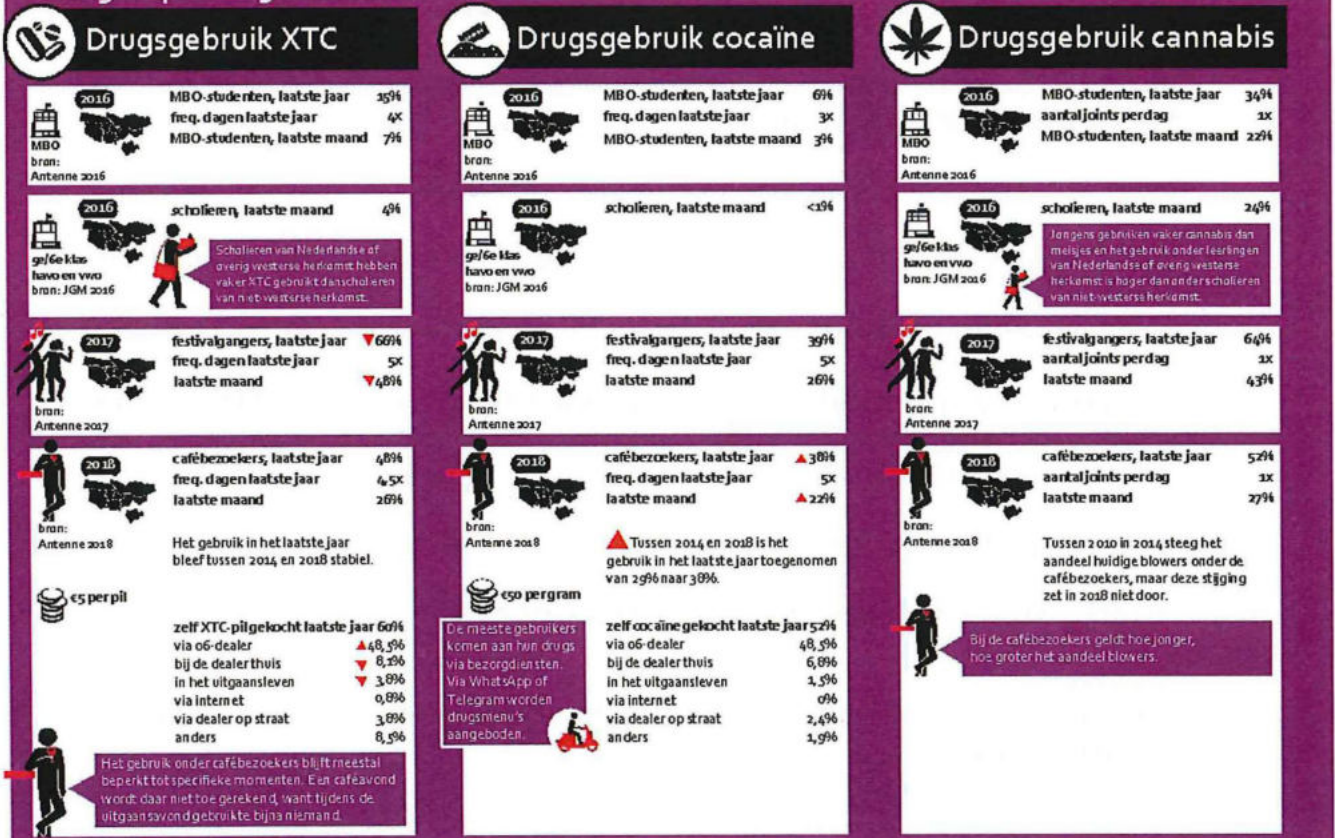 Drugsgebruik XTC
2016
MBO-studenten, laatste jaar 15%
freq. dagen laatste jaar 4x
MBO-studenten, laatste maand 7%
MBO
bron:
Antenne 2016
2016
scholieren, laatste maand 4%
Scholieren van Nederlandse of
overig westerse herkomst hebben
vaker XTC gebruikt dan scholieren
van niet-westerse herkomst.
5e/6e klas
havo en vwo
bron: JGM 2016
2017
festivalgangers, laatste jaar ▼66%
freq. dagen laatste jaar 5x
laatste maand ▼48%
bron:
Antenne 2017
2018
cafébezoekers, laatste jaar 48%
freq. dagen laatste jaar 4,5x
laatste maand 26%
bron:
Antenne 2018
Het gebruik in het laatste jaar
bleef tussen 2014 en 2018 stabiel.
€5 per pil
zelf XTC-pil gekocht laatste jaar 60%
via 06-dealer ▲48,5%
bij de dealer thuis ▼ 8,1%
in het uitgaansleven ▼ 3,8%
via internet 0,8%
via dealer op straat 3,8%
anders 8,5%
Het gebruik onder cafébezoekers blijft meestal
beperkt tot specifieke momenten. Een caféavond
wordt daar niet toe gerekend, want tijdens de
uitgaansavond gebruikte bijna niemand.
Drugsgebruik cocaïne
2016
MBO-studenten, laatste jaar 6%
freq. dagen laatste jaar 3x
MBO-studenten, laatste maand 3%
MBO
bron:
Antenne 2016
2016
scholieren, laatste maand <1%
5e/6e klas
havo en vwo
bron: JGM 2016
2017
festivalgangers, laatste jaar 39%
freq. dagen laatste jaar 5x
laatste maand 26%
bron:
Antenne 2017
2018
cafébezoekers, laatste jaar ▲38%
freq. dagen laatste jaar 5x
laatste maand ▲22%
bron:
Antenne 2018
▲Tussen 2014 en 2018 is het
gebruik in het laatste jaar toegenomen
van 29% naar 38%.
€50 per gram
De meeste gebruikers
komen aan hun drugs
via bezorgdiensten.
Via WhatsApp of
Telegram worden
drugsmenu's
aangeboden.
zelf cocaïne gekocht laatste jaar 52%
via 06-dealer 48,5%
bij de dealer thuis 6,8%
in het uitgaansleven 1,5%
via internet 0%
via dealer op straat 2,4%
anders 1,9%
Drugsgebruik cannabis
2016
MBO-studenten, laatste jaar 34%
aantal joints per dag 1x
MBO-studenten, laatste maand 22%
MBO
bron:
Antenne 2016
2016
scholieren, laatste maand 24%
Jongens gebruiken vaker cannabis dan
meisjes en het gebruik onder leerlingen
van Nederlandse of overig westerse
herkomst is hoger dan onder scholieren
van niet-westerse herkomst.
5e/6e klas
havo en vwo
bron: JGM 2016
2017
festivalgangers, laatste jaar 64%
aantal joints per dag 1x
laatste maand 43%
bron:
Antenne 2017
2018
cafébezoekers, laatste jaar 52%
aantal joints per dag 1x
laatste maand 27%
bron:
Antenne 2018
Tussen 2010 in 2014 steeg het
aandeel huidige blowers onder de
cafébezoekers, maar deze stijging
zet in 2018 niet door.
Bij de cafébezoekers geldt hoe jonger,
hoe groter het aandeel blowers.